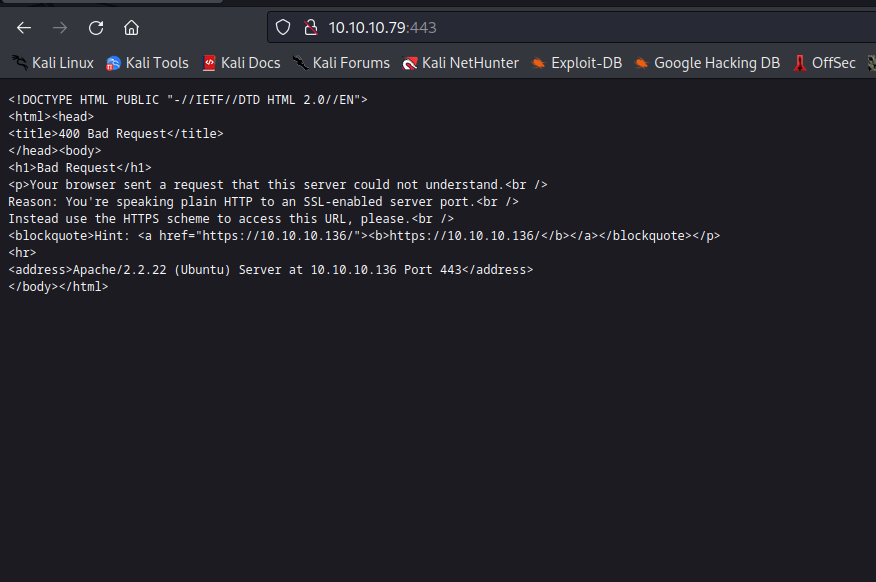 10.10.10.79:443
Kali Linux Kali Tools Kali Docs Kali Forums Kali NetHunter Exploit-DB Google Hacking DB OffSec
<!DOCTYPE HTML PUBLIC "-//IETF//DTD HTML 2.0//EN">
<html><head>
<title>400 Bad Request</title>
</head><body>
<h1>Bad Request</h1>
<p>Your browser sent a request that this server could not understand.<br />
Reason: You're speaking plain HTTP to an SSL-enabled server port.<br />
Instead use the HTTPS scheme to access this URL, please.<br />
<blockquote>Hint: <a href="https://10.10.10.136/"><b>https://10.10.10.136/</b></a></blockquote></p>
<hr>
<address>Apache/2.2.22 (Ubuntu) Server at 10.10.10.136 Port 443</address>
</body></html>